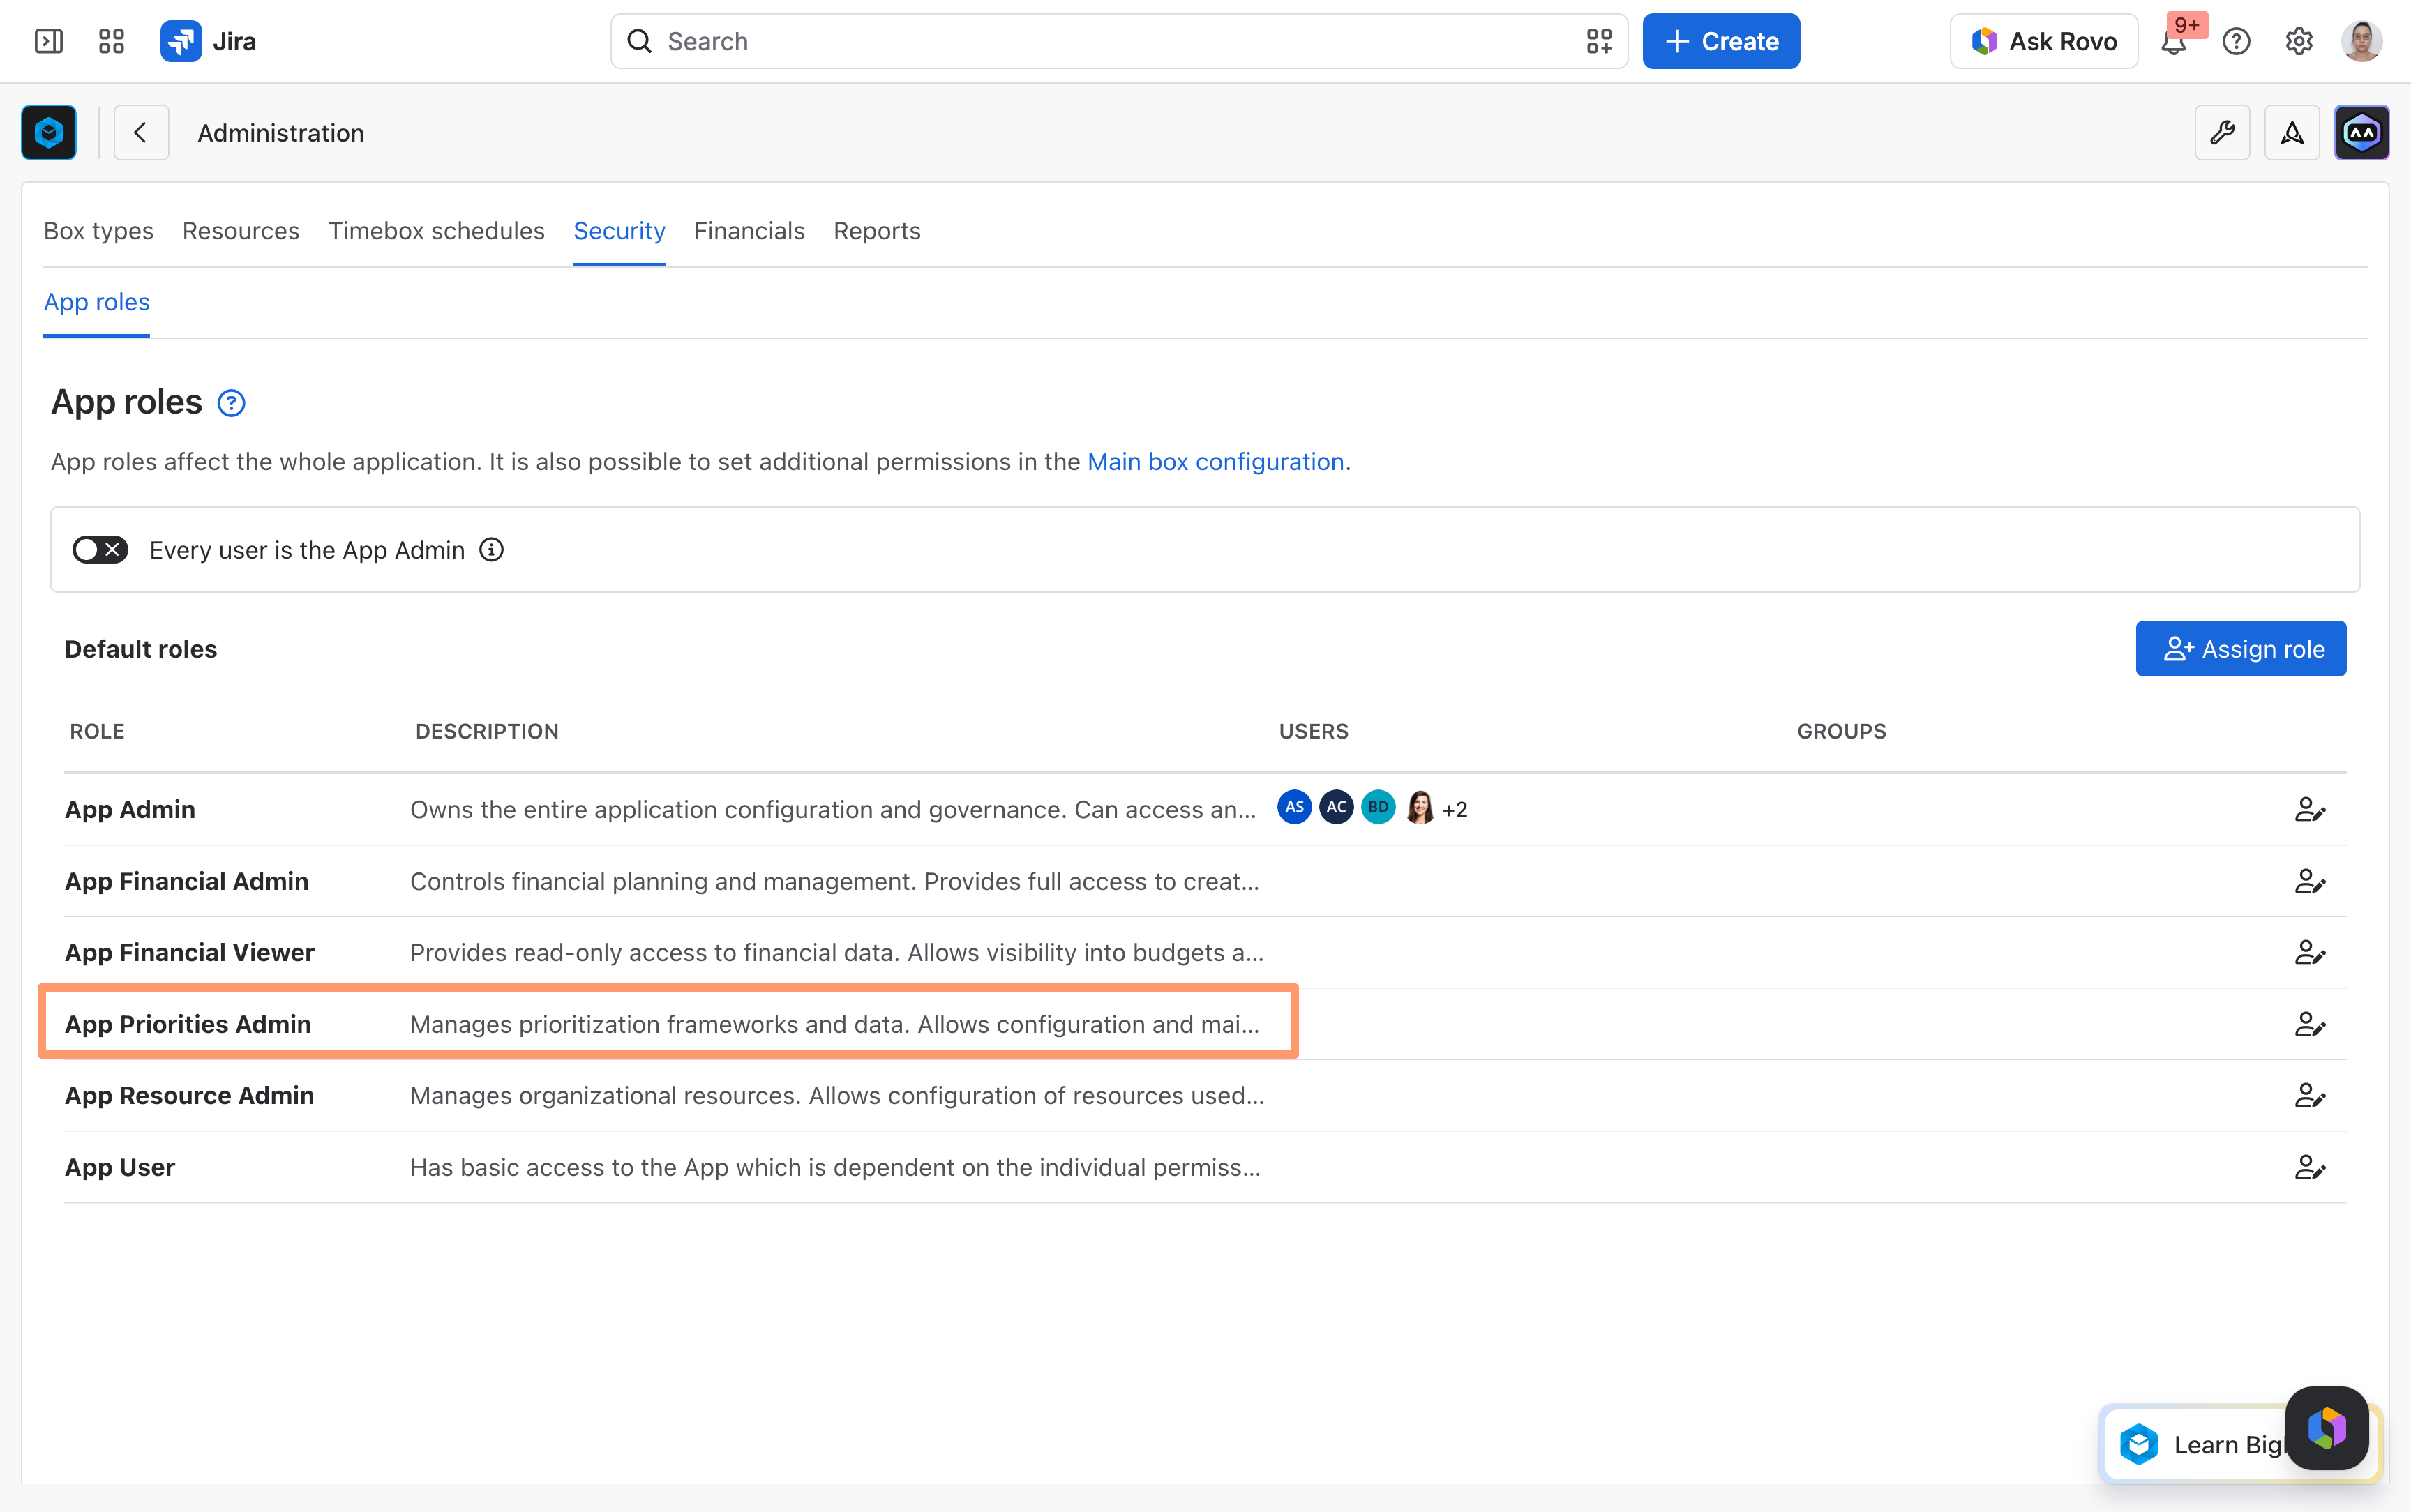 Jira
Search
Create
Ask Rovo
9+
Administration
Box types
Resources
Timebox schedules
Security
Financials
Reports
App roles
App roles
App roles affect the whole application. It is also possible to set additional permissions in the Main box configuration.
Every user is the App Admin
Default roles
Assign role
ROLE
DESCRIPTION
USERS
GROUPS
App Admin
Owns the entire application configuration and governance. Can access an...
AS
AC
BD
+2
App Financial Admin
Controls financial planning and management. Provides full access to creat...
App Financial Viewer
Provides read-only access to financial data. Allows visibility into budgets a...
App Priorities Admin
Manages prioritization frameworks and data. Allows configuration and mai...
App Resource Admin
Manages organizational resources. Allows configuration of resources used...
App User
Has basic access to the App which is dependent on the individual permiss...
Learn Big